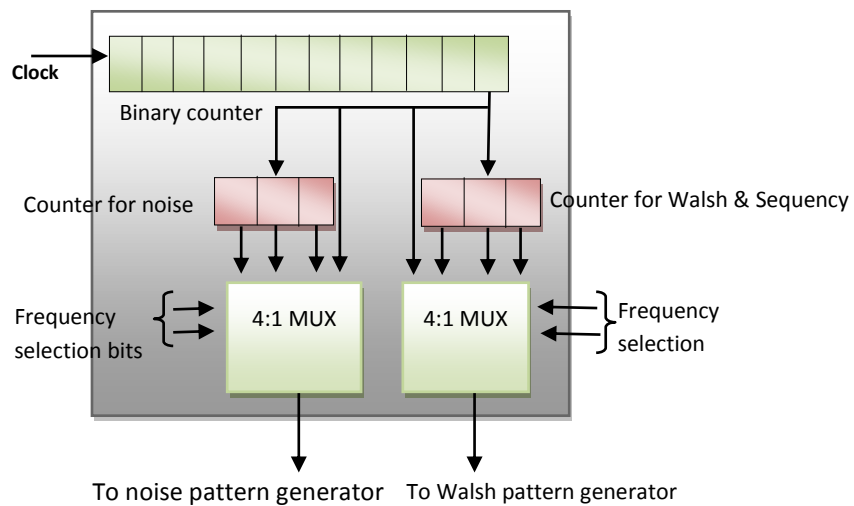 Clock
Binary counter
Counter for noise
Counter for Walsh & Sequency
4:1 MUX
4:1 MUX
Frequency
selection bits
Frequency
selection
To noise pattern generator
To Walsh pattern generator